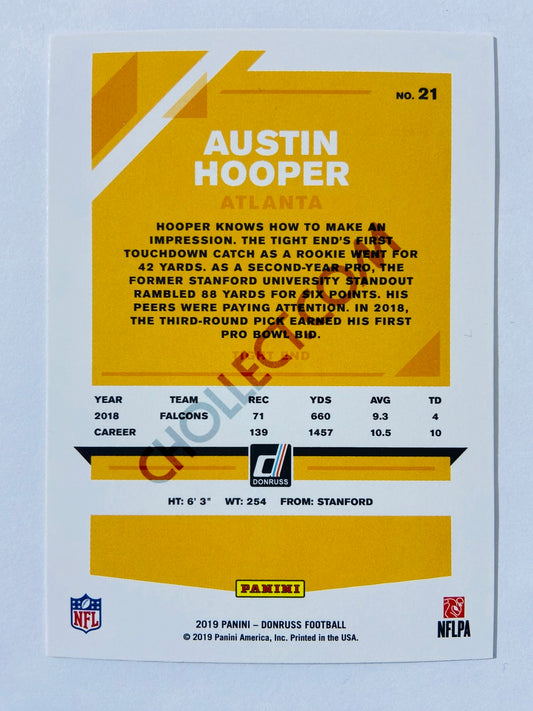 NO. 21
AUSTIN
HOOPER
ATLANTA
HOOPER KNOWS HOW TO MAKE AN
IMPRESSION. THE TIGHT END'S FIRST
TOUCHDOWN CATCH AS A ROOKIE WENT FOR
42 YARDS. AS A SECOND-YEAR PRO, THE
FORMER STANFORD UNIVERSITY STANDOUT
RAMBLED 88 YARDS FOR SIX POINTS. HIS
PEERS WERE PAYING ATTENTION. IN 2018,
THE THIRD-ROUND PICK EARNED HIS FIRST
PRO BOWL BID.
TIGHT END
CHOLLECT.COM
YEAR TEAM REC YDS AVG TD
2018 FALCONS 71 660 9.3 4
CAREER 139 1457 10.5 10
d
DONRUSS
HT: 6' 3" WT: 254 FROM: STANFORD
PANINI
NFL
2019 PANINI – DONRUSS FOOTBALL
© 2019 Panini America, Inc. Printed in the USA.
NFLPA